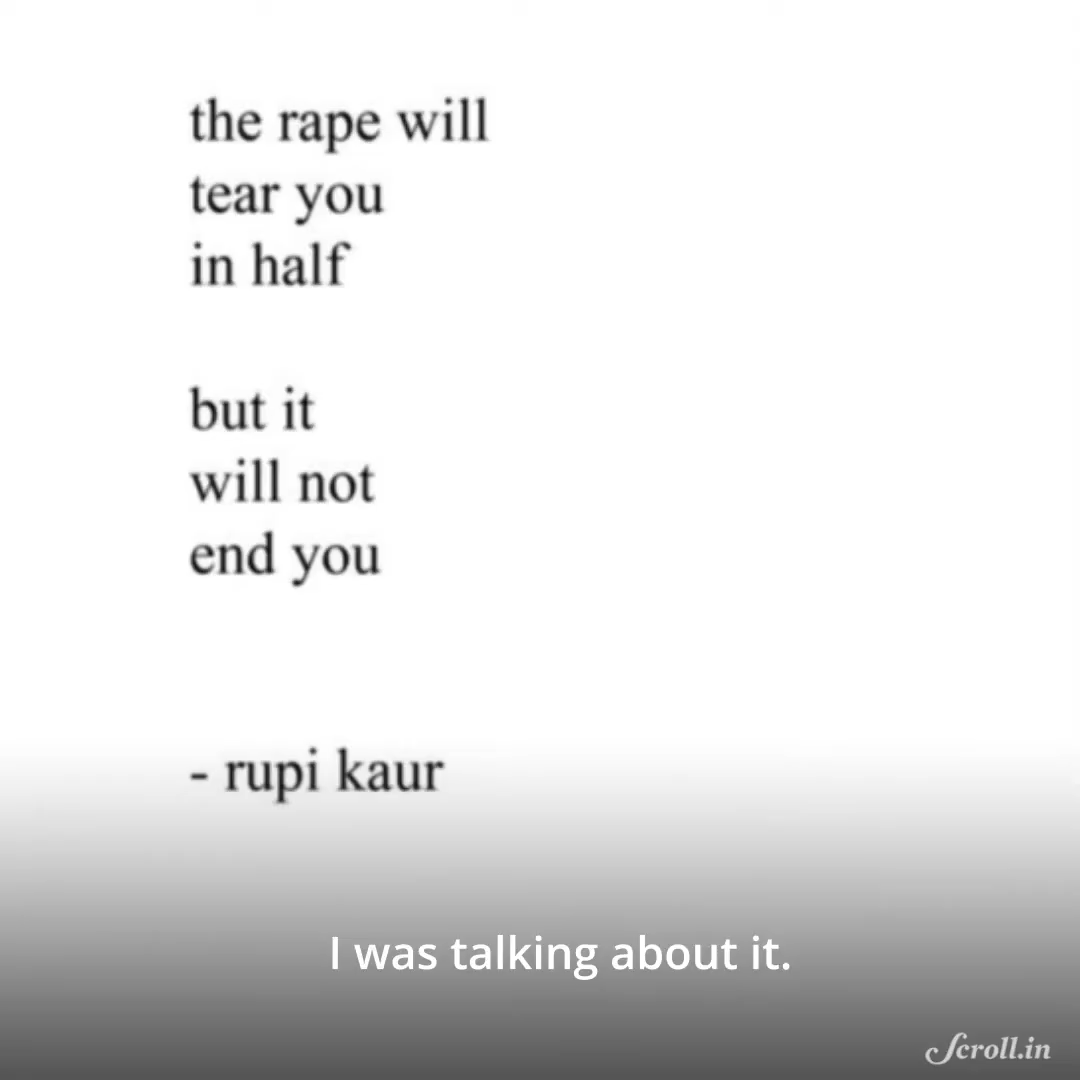 the rape will
tear you
in half
but it
will not
end you
- rupi kaur
I was talking about it.
Scroll.in